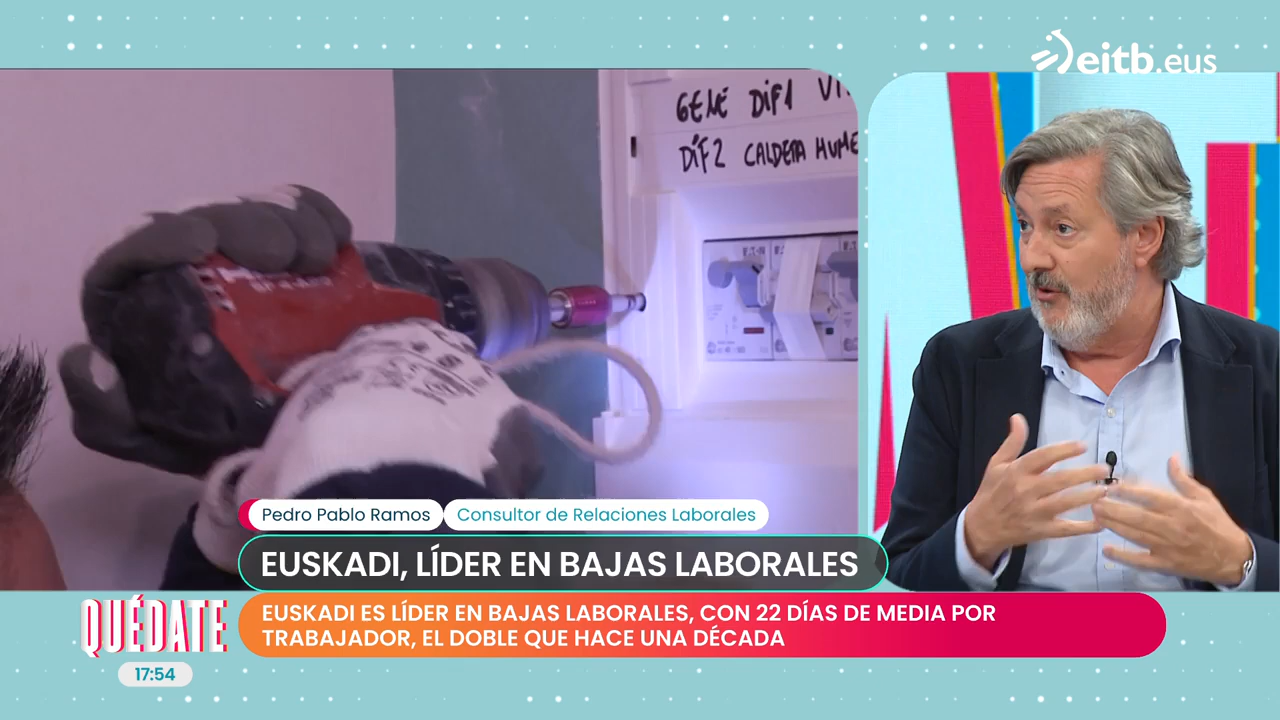 eitb.eus
GENE DIF1
DIF2 CALDERA HUME
Pedro Pablo Ramos
Consultor de Relaciones Laborales
EUSKADI, LÍDER EN BAJAS LABORALES
QUÉDATE
EUSKADI ES LÍDER EN BAJAS LABORALES, CON 22 DÍAS DE MEDIA POR
TRABAJADOR, EL DOBLE QUE HACE UNA DÉCADA
17:54